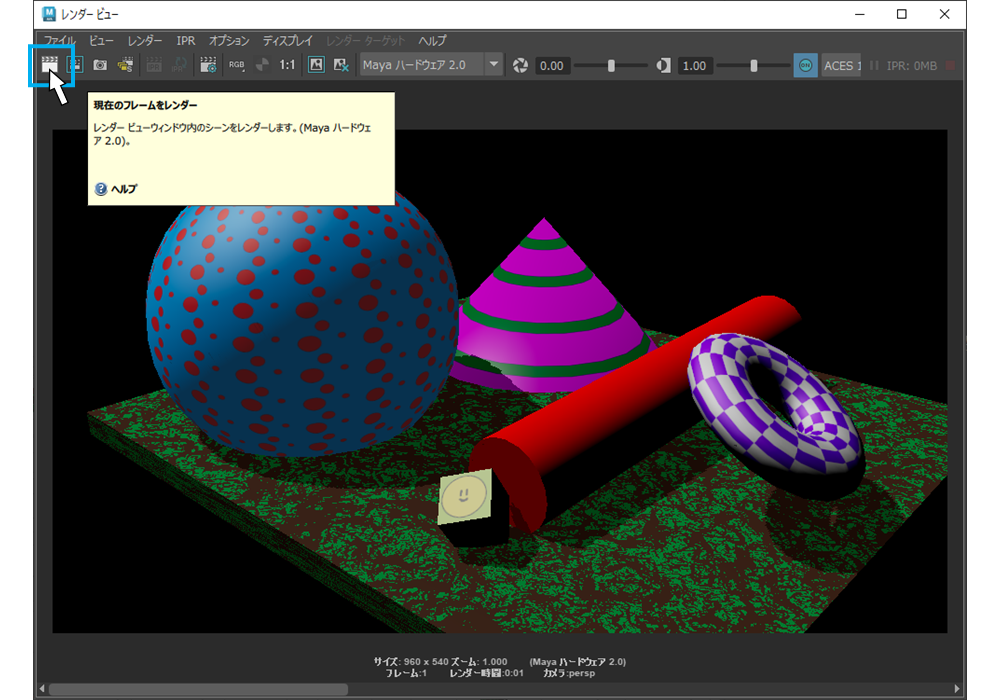 レンダー ビュー
ファイル ビュー レンダー IPR オプション ディスプレイ レンダー ターゲット ヘルプ
RGB 1:1 Maya ハードウェア 2.0 0.00 1.00 ON ACES 1 IPR: 0MB
現在のフレームをレンダー
レンダー ビューウィンドウ内のシーンをレンダーします。(Maya ハードウェ
ア 2.0)。
ヘルプ
サイズ: 960 x 540 ズーム: 1.000 (Maya ハードウェア 2.0)
フレーム:1 レンダー時間:0:01 カメラ:persp